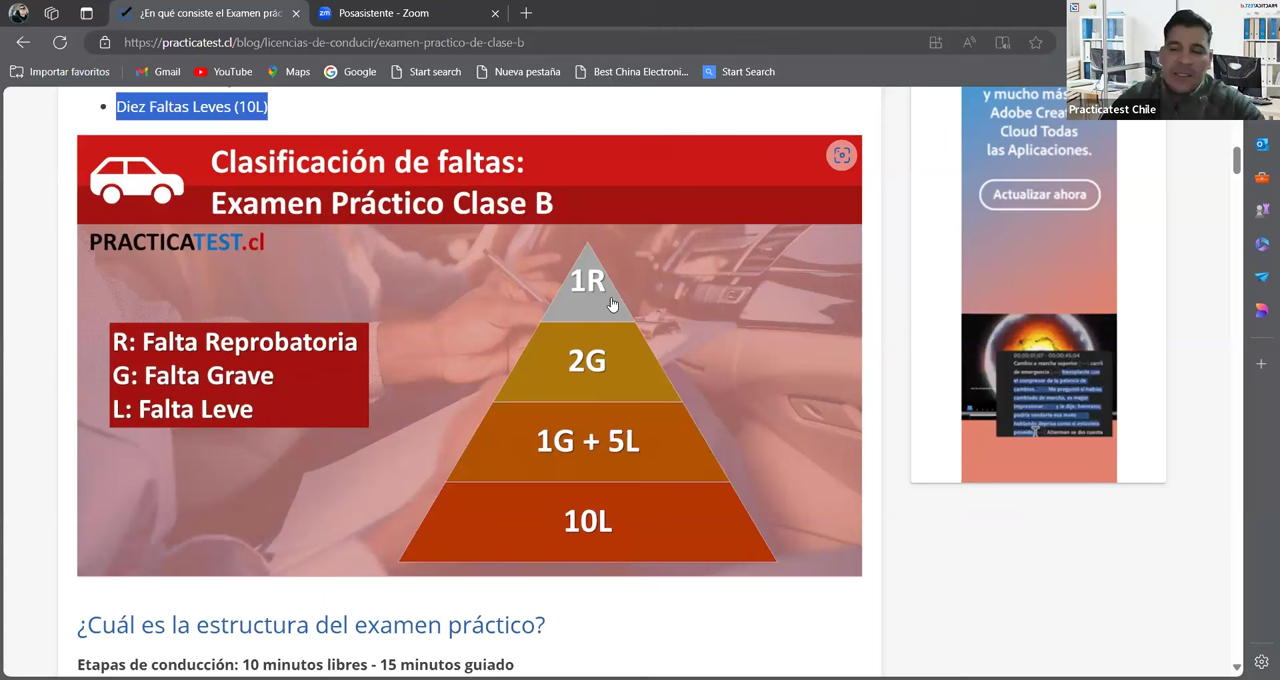 ¿En qué consiste el Examen prác
Posasistente - Zoom
https://practicatest.cl/blog/licencias-de-conducir/examen-practico-de-clase-b
Importar favoritos
Gmail
YouTube
Maps
Google
Start search
Nueva pestaña
Best China Electroni...
Start Search
Practicatest Chile
Diez Faltas Leves (10L)
Clasificación de faltas:
Examen Práctico Clase B
PRACTICATEST.cl
1R
2G
1G + 5L
10L
R: Falta Reprobatoria
G: Falta Grave
L: Falta Leve
¿Cuál es la estructura del examen práctico?
Etapas de conducción: 10 minutos libres - 15 minutos guiado
y mucho más
Adobe Crea
Cloud Todas
las Aplicaciones.
Actualizar ahora